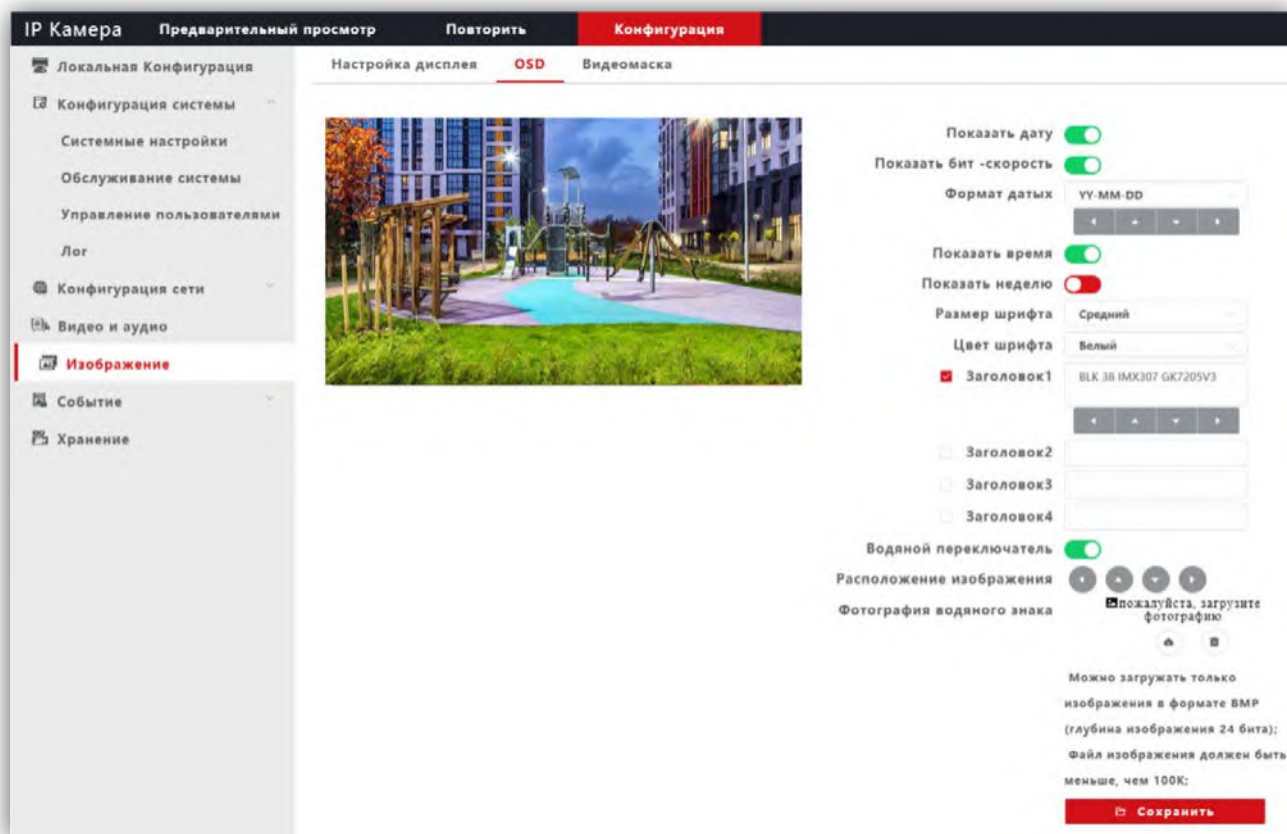 IP Камера Предварительный просмотр Повторить Конфигурация
Локальная Конфигурация
Конфигурация системы
Системные настройки
Обслуживание системы
Управление пользователями
Лог
Конфигурация сети
Видео и аудио
Изображение
Событие
Хранение
Настройка дисплея OSD Видеомаска
Показать дату
Показать бит -скорость
Формат датых YY-MM-DD
Показать время
Показать неделю
Размер шрифта Средний
Цвет шрифта Белый
Заголовок1 BLK 38 IMX307 GK7205V3
Заголовок2
Заголовок3
Заголовок4
Водяной переключатель
Расположение изображения
Фотография водяного знака пожалуйста, загрузите
фотографию
Можно загружать только
изображения в формате BMP
(глубина изображения 24 бита);
Файл изображения должен быть
меньше, чем 100K;
Сохранить